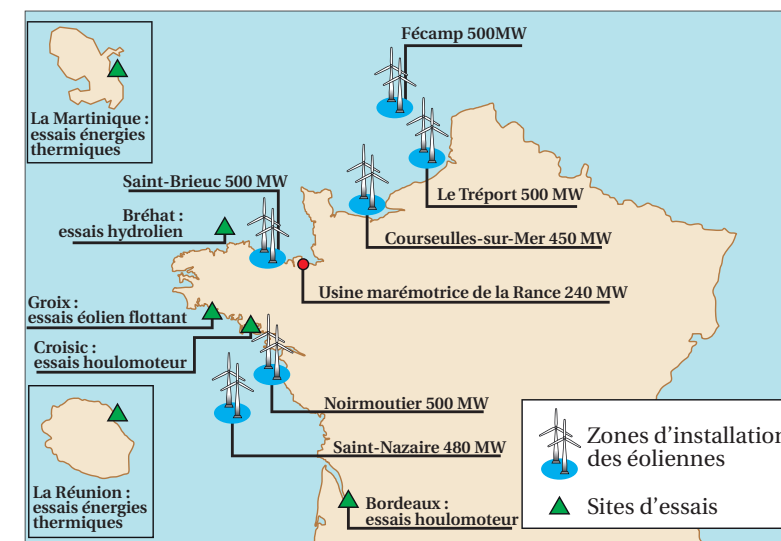 Fécamp 500MW
La Martinique :
essais énergies
thermiques
Saint-Brieuc 500 MW
Le Tréport 500 MW
Bréhat :
essais hydrolien
Courseulles-sur-Mer 450 MW
Usine marémotrice de la Rance 240 MW
Groix :
essais éolien flottant
Croisic :
essais houlomoteur
Noirmoutier 500 MW
Saint-Nazaire 480 MW
La Réunion :
essais énergies
thermiques
Bordeaux :
essais houlomoteur
Zones d'installation
des éoliennes
Sites d'essais